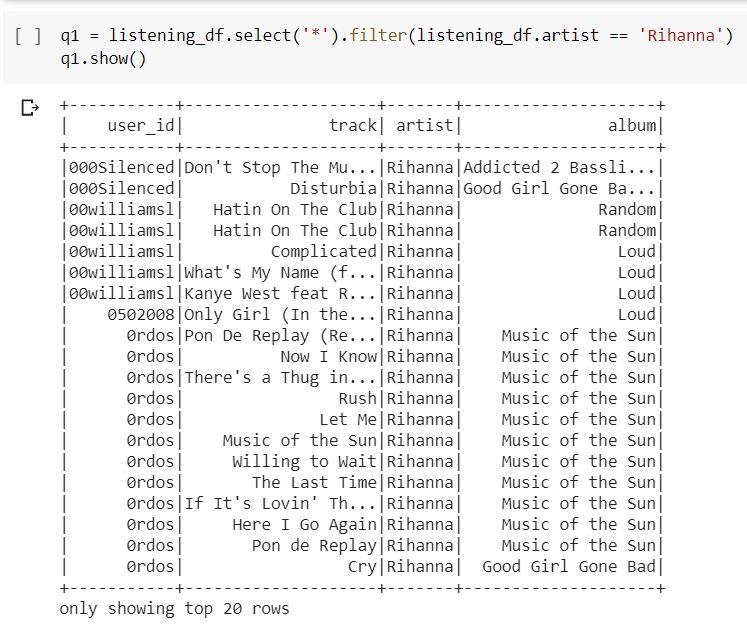 [ ] q1 = listening_df.select('*').filter(listening_df.artist == 'Rihanna')
q1.show()
+-----------+--------------------+-------+--------------------+
|    user_id|               track| artist|               album|
+-----------+--------------------+-------+--------------------+
|000Silenced|Don't Stop The Mu...|Rihanna|Addicted 2 Bassli...|
|000Silenced|           Disturbia|Rihanna|Good Girl Gone Ba...|
|00williamsl|   Hatin On The Club|Rihanna|              Random|
|00williamsl|   Hatin On The Club|Rihanna|              Random|
|00williamsl|         Complicated|Rihanna|                Loud|
|00williamsl|What's My Name (f...|Rihanna|                Loud|
|00williamsl|Kanye West feat R...|Rihanna|                Loud|
|    0502008|Only Girl (In the...|Rihanna|                Loud|
|      0rdos|Pon De Replay (Re...|Rihanna|    Music of the Sun|
|      0rdos|          Now I Know|Rihanna|    Music of the Sun|
|      0rdos|There's a Thug in...|Rihanna|    Music of the Sun|
|      0rdos|                Rush|Rihanna|    Music of the Sun|
|      0rdos|              Let Me|Rihanna|    Music of the Sun|
|      0rdos|    Music of the Sun|Rihanna|    Music of the Sun|
|      0rdos|     Willing to Wait|Rihanna|    Music of the Sun|
|      0rdos|       The Last Time|Rihanna|    Music of the Sun|
|      0rdos|If It's Lovin' Th...|Rihanna|    Music of the Sun|
|      0rdos|     Here I Go Again|Rihanna|    Music of the Sun|
|      0rdos|       Pon de Replay|Rihanna|    Music of the Sun|
|      0rdos|                 Cry|Rihanna|  Good Girl Gone Bad|
+-----------+--------------------+-------+--------------------+
only showing top 20 rows